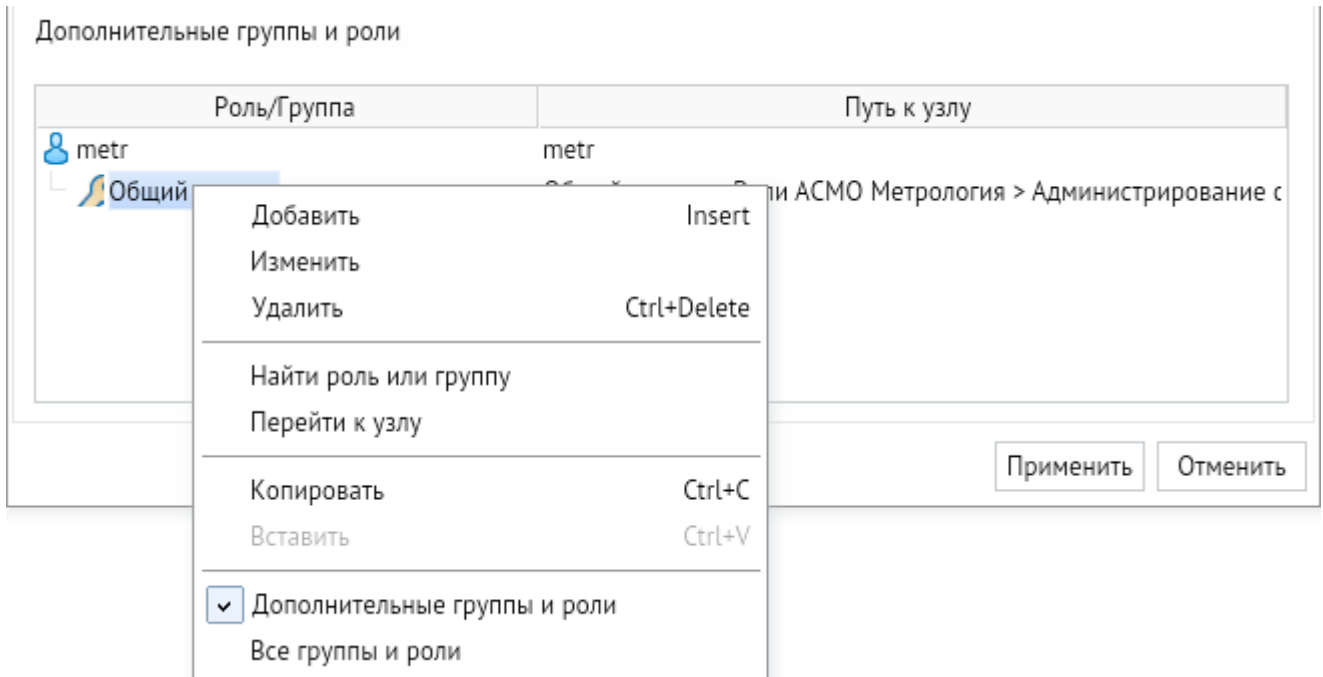 Дополнительные группы и роли
Роль/Группа Путь к узлу
metr metr
Общий АСМО Метрология > Администрирование с
Добавить Insert
Изменить
Удалить Ctrl+Delete
Найти роль или группу
Перейти к узлу
Копировать Ctrl+C
Вставить Ctrl+V
Дополнительные группы и роли
Все группы и роли
Применить Отменить